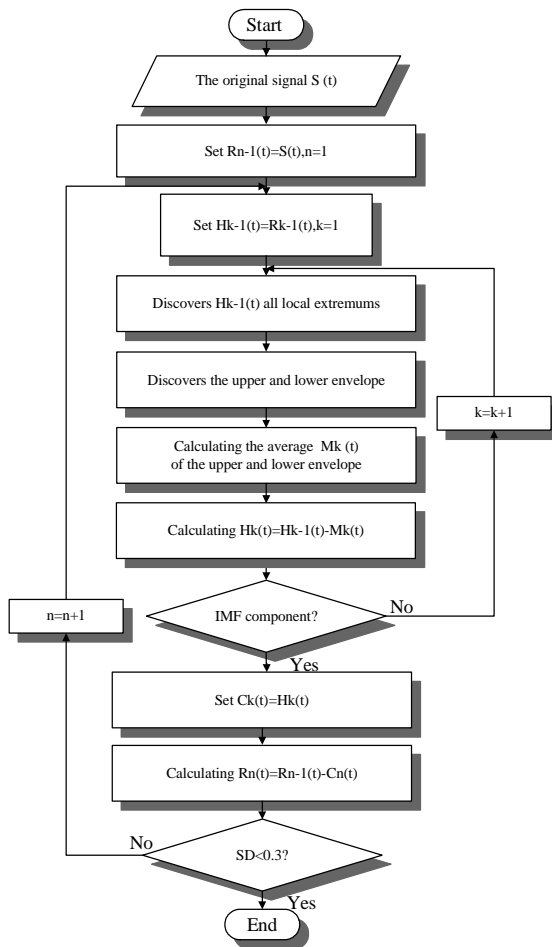 Start
The original signal S (t)
Set Rn-1(t)=S(t),n=1
Set Hk-1(t)=Rk-1(t),k=1
Discovers Hk-1(t) all local extremums
Discovers the upper and lower envelope
k=k+1
Calculating the average Mk (t)
of the upper and lower envelope
Calculating Hk(t)=Hk-1(t)-Mk(t)
n=n+1
IMF component?
No
Yes
Set Ck(t)=Hk(t)
Calculating Rn(t)=Rn-1(t)-Cn(t)
No
SD<0.3?
Yes
End